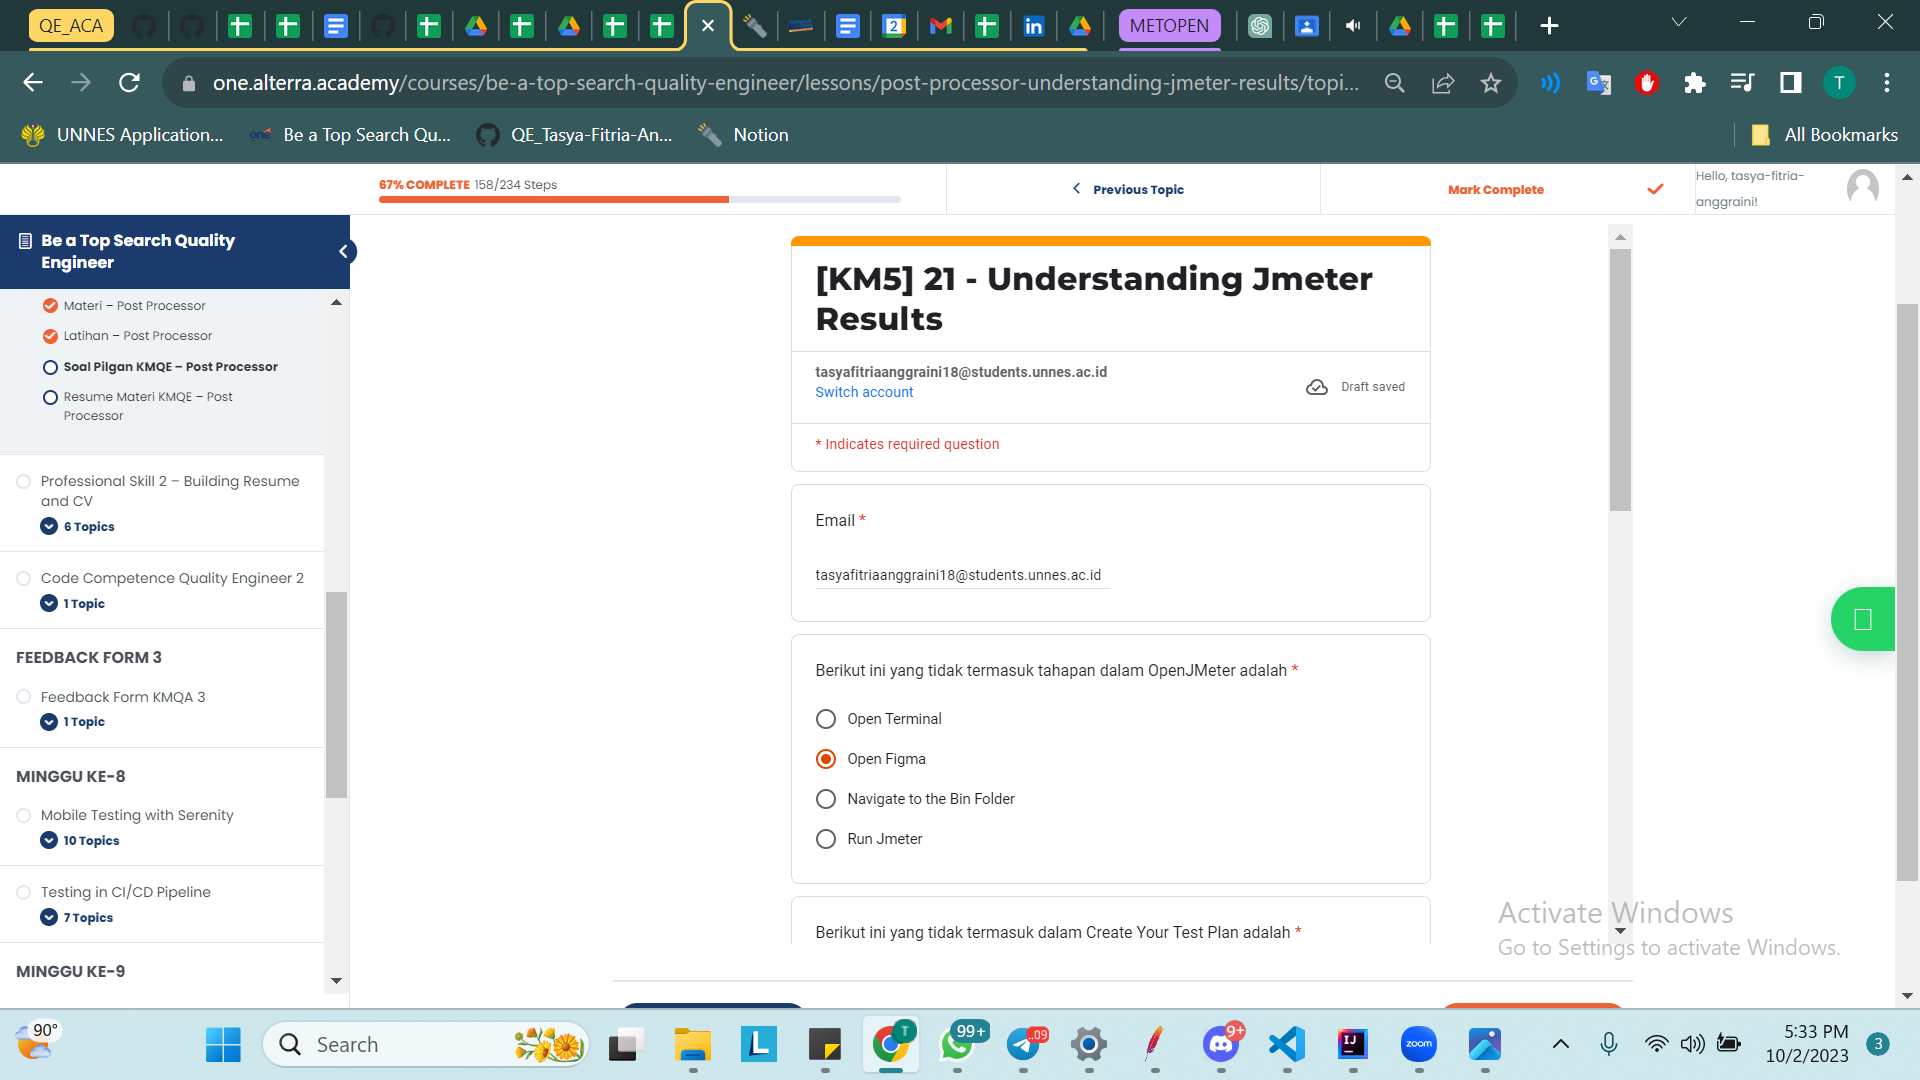 QE_ACA
METOPEN
one.alterra.academy/courses/be-a-top-search-quality-engineer/lessons/post-processor-understanding-jmeter-results/topi...
T
UNNES Application...
one
Be a Top Search Qu...
QE_Tasya-Fitria-An...
Notion
All Bookmarks
67% COMPLETE 158/234 Steps
Previous Topic
Mark Complete
Hello, tasya-fitria-
anggraini!
Be a Top Search Quality
Engineer
Materi – Post Processor
Latihan – Post Processor
Soal Pilgan KMQE – Post Processor
Resume Materi KMQE – Post
Processor
Professional Skill 2 – Building Resume
and CV
6 Topics
Code Competence Quality Engineer 2
1 Topic
FEEDBACK FORM 3
Feedback Form KMQA 3
1 Topic
MINGGU KE-8
Mobile Testing with Serenity
10 Topics
Testing in CI/CD Pipeline
7 Topics
MINGGU KE-9
[KM5] 21 - Understanding Jmeter
Results
tasyafitriaanggraini18@students.unnes.ac.id
Switch account
Draft saved
* Indicates required question
Email *
tasyafitriaanggraini18@students.unnes.ac.id
Berikut ini yang tidak termasuk tahapan dalam OpenJMeter adalah *
Open Terminal
Open Figma
Navigate to the Bin Folder
Run Jmeter
Berikut ini yang tidak termasuk dalam Create Your Test Plan adalah *
Activate Windows
Go to Settings to activate Windows.
90°
Search
L
T
99+
..09
9+
IJ
zoom
5:33 PM
10/2/2023
3